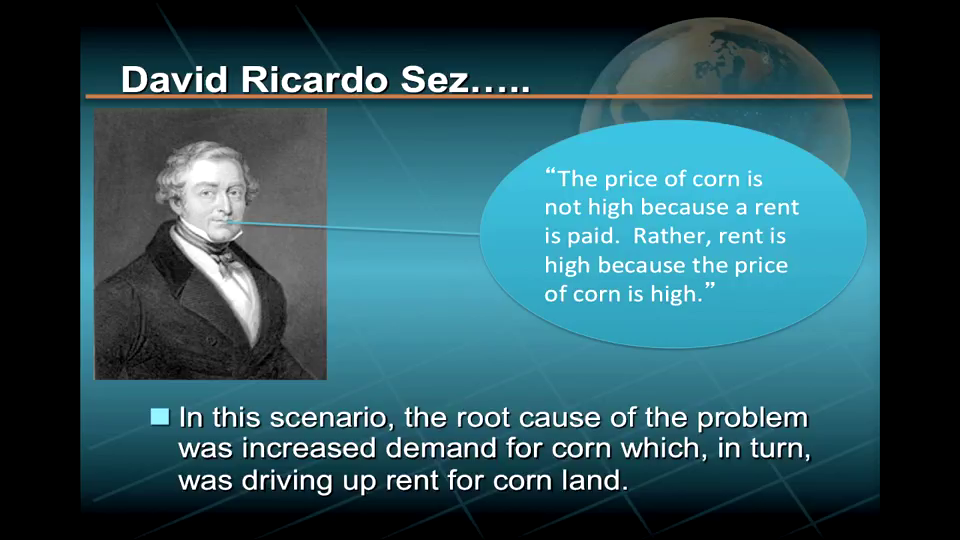 David Ricardo Sez…..
“The price of corn is
not high because a rent
is paid.  Rather, rent is
high because the price
of corn is high.”
In this scenario, the root cause of the problem
was increased demand for corn which, in turn,
was driving up rent for corn land.